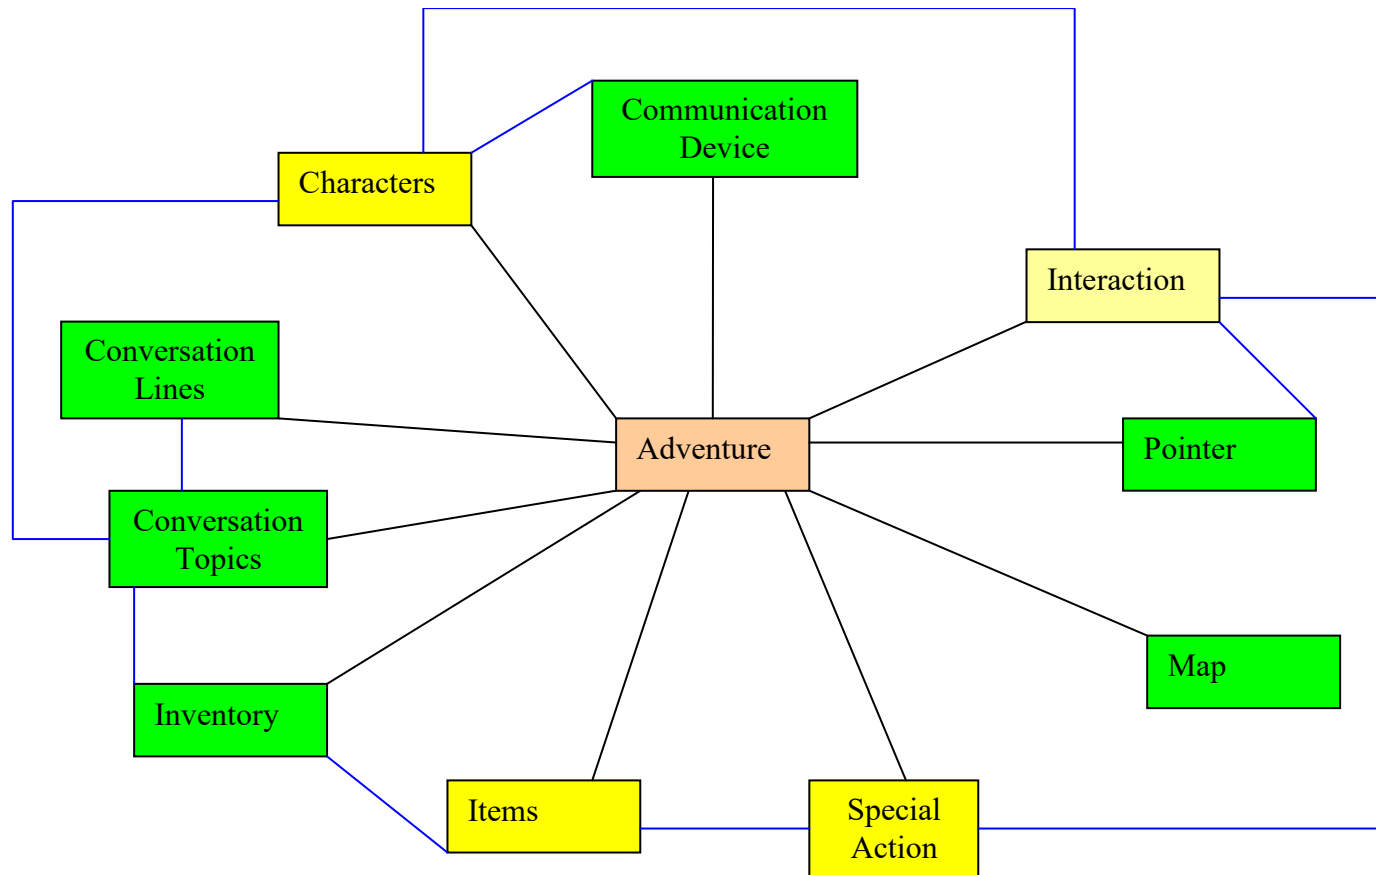 Communication
Device
Characters
Interaction
Conversation
Lines
Adventure
Pointer
Conversation
Topics
Map
Inventory
Items
Special
Action